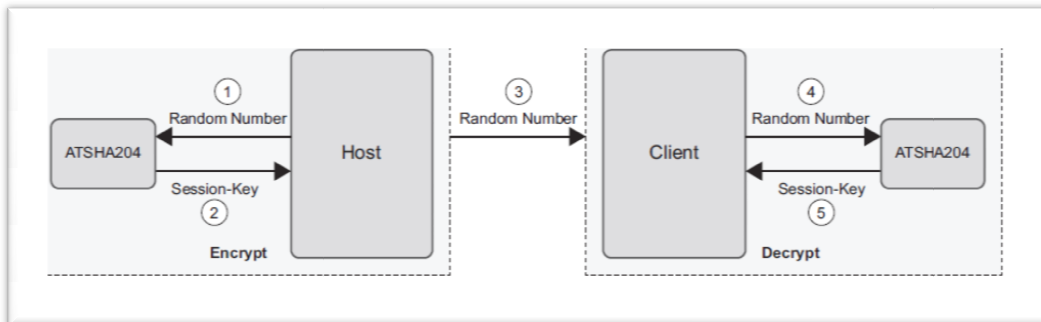 1
Random Number
ATSHA204
Session-Key
2
Host
Encrypt
3
Random Number
Client
4
Random Number
ATSHA204
Session-Key
5
Decrypt